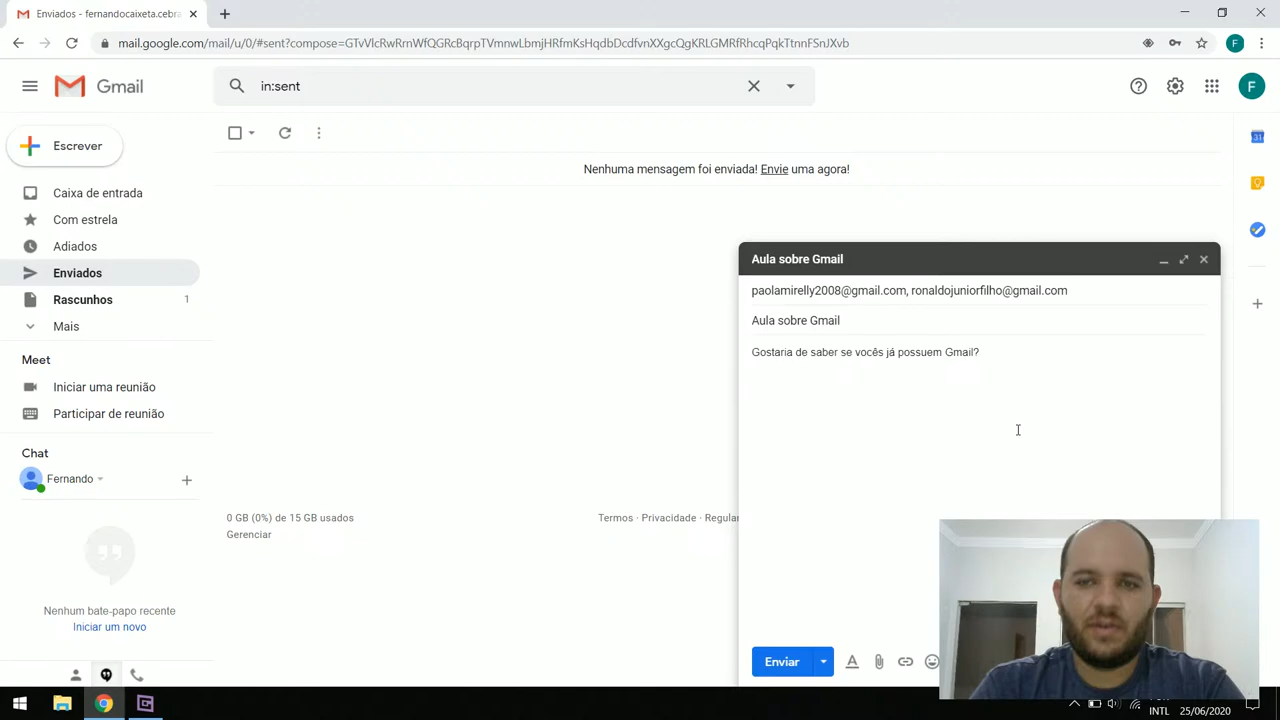 Enviados - fernandocaixeta.cebra
mail.google.com/mail/u/0/#sent?compose=GTvVlcRwRrnWfQGRcBqrpTVmnwLbmjHRfmKsHqdbDcdfvnXXgcQgKRLGMRfRhcqPqkTtnnFSnJXvb
F
Gmail
in:sent
F
Escrever
Nenhuma mensagem foi enviada! Envie uma agora!
31
Caixa de entrada
Com estrela
Adiados
Enviados
Rascunhos 1
Mais
Aula sobre Gmail
paolamirelly2008@gmail.com, ronaldojuniorfilho@gmail.com
Aula sobre Gmail
Gostaria de saber se vocês já possuem Gmail?
Meet
Iniciar uma reunião
Participar de reunião
Chat
Fernando
0 GB (0%) de 15 GB usados
Gerenciar
Termos · Privacidade · Regular
Nenhum bate-papo recente
Iniciar um novo
Enviar
INTL
25/06/2020